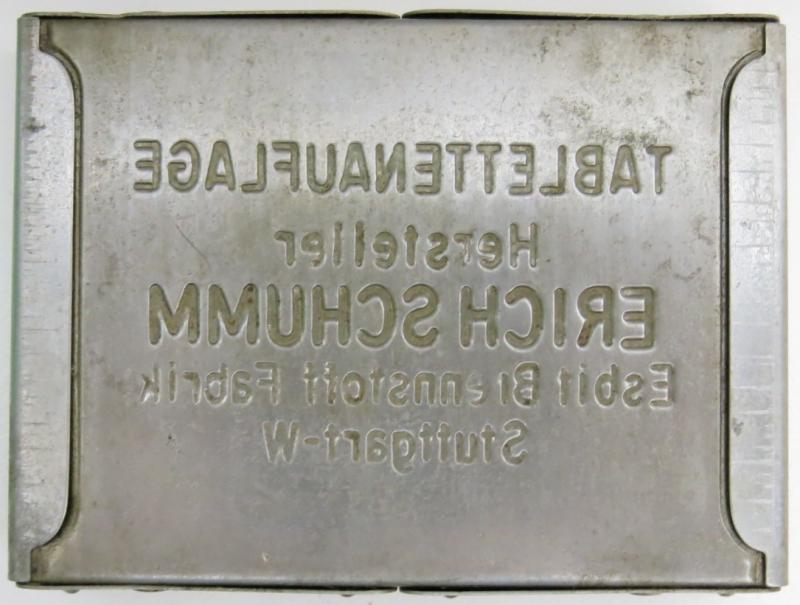 TABLETTENAUFLAGE
Hersteller
ERICH SCHUMM
Esbit Brennstoff Fabrik
Stuttgart-W